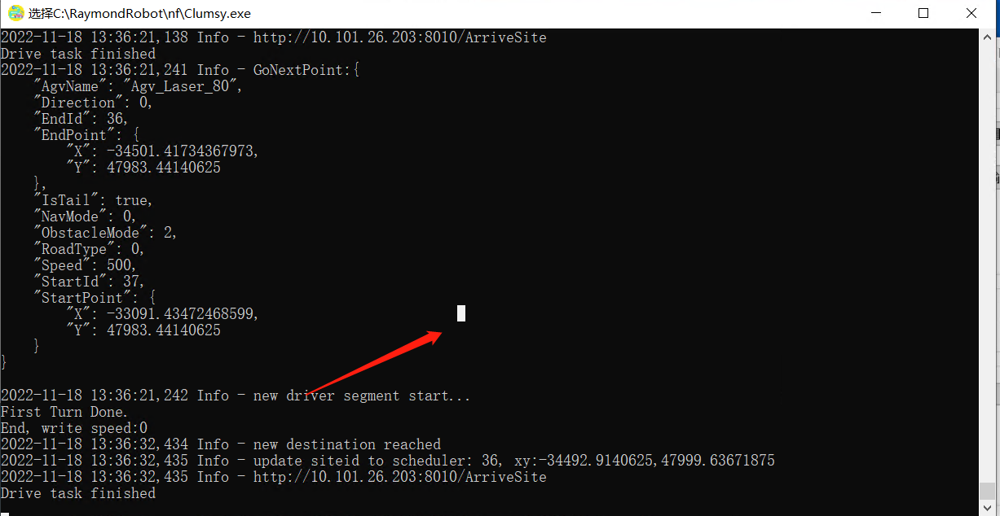 选择C:\RaymondRobot\nf\Clumsy.exe
2022-11-18 13:36:21,138 Info - http://10.101.26.203:8010/ArriveSite
Drive task finished
2022-11-18 13:36:21,241 Info - GoNextPoint:{
    "AgvName": "Agv_Laser_80",
    "Direction": 0,
    "EndId": 36,
    "EndPoint": {
        "X": -34501.41734367973,
        "Y": 47983.44140625
    },
    "IsTail": true,
    "NavMode": 0,
    "ObstacleMode": 2,
    "RoadType": 0,
    "Speed": 500,
    "StartId": 37,
    "StartPoint": {
        "X": -33091.43472468599,
        "Y": 47983.44140625
    }
}
2022-11-18 13:36:21,242 Info - new driver segment start...
First Turn Done.
End, write speed:0
2022-11-18 13:36:32,434 Info - new destination reached
2022-11-18 13:36:32,435 Info - update siteid to scheduler: 36, xy:-34492.9140625,47999.63671875
2022-11-18 13:36:32,435 Info - http://10.101.26.203:8010/ArriveSite
Drive task finished